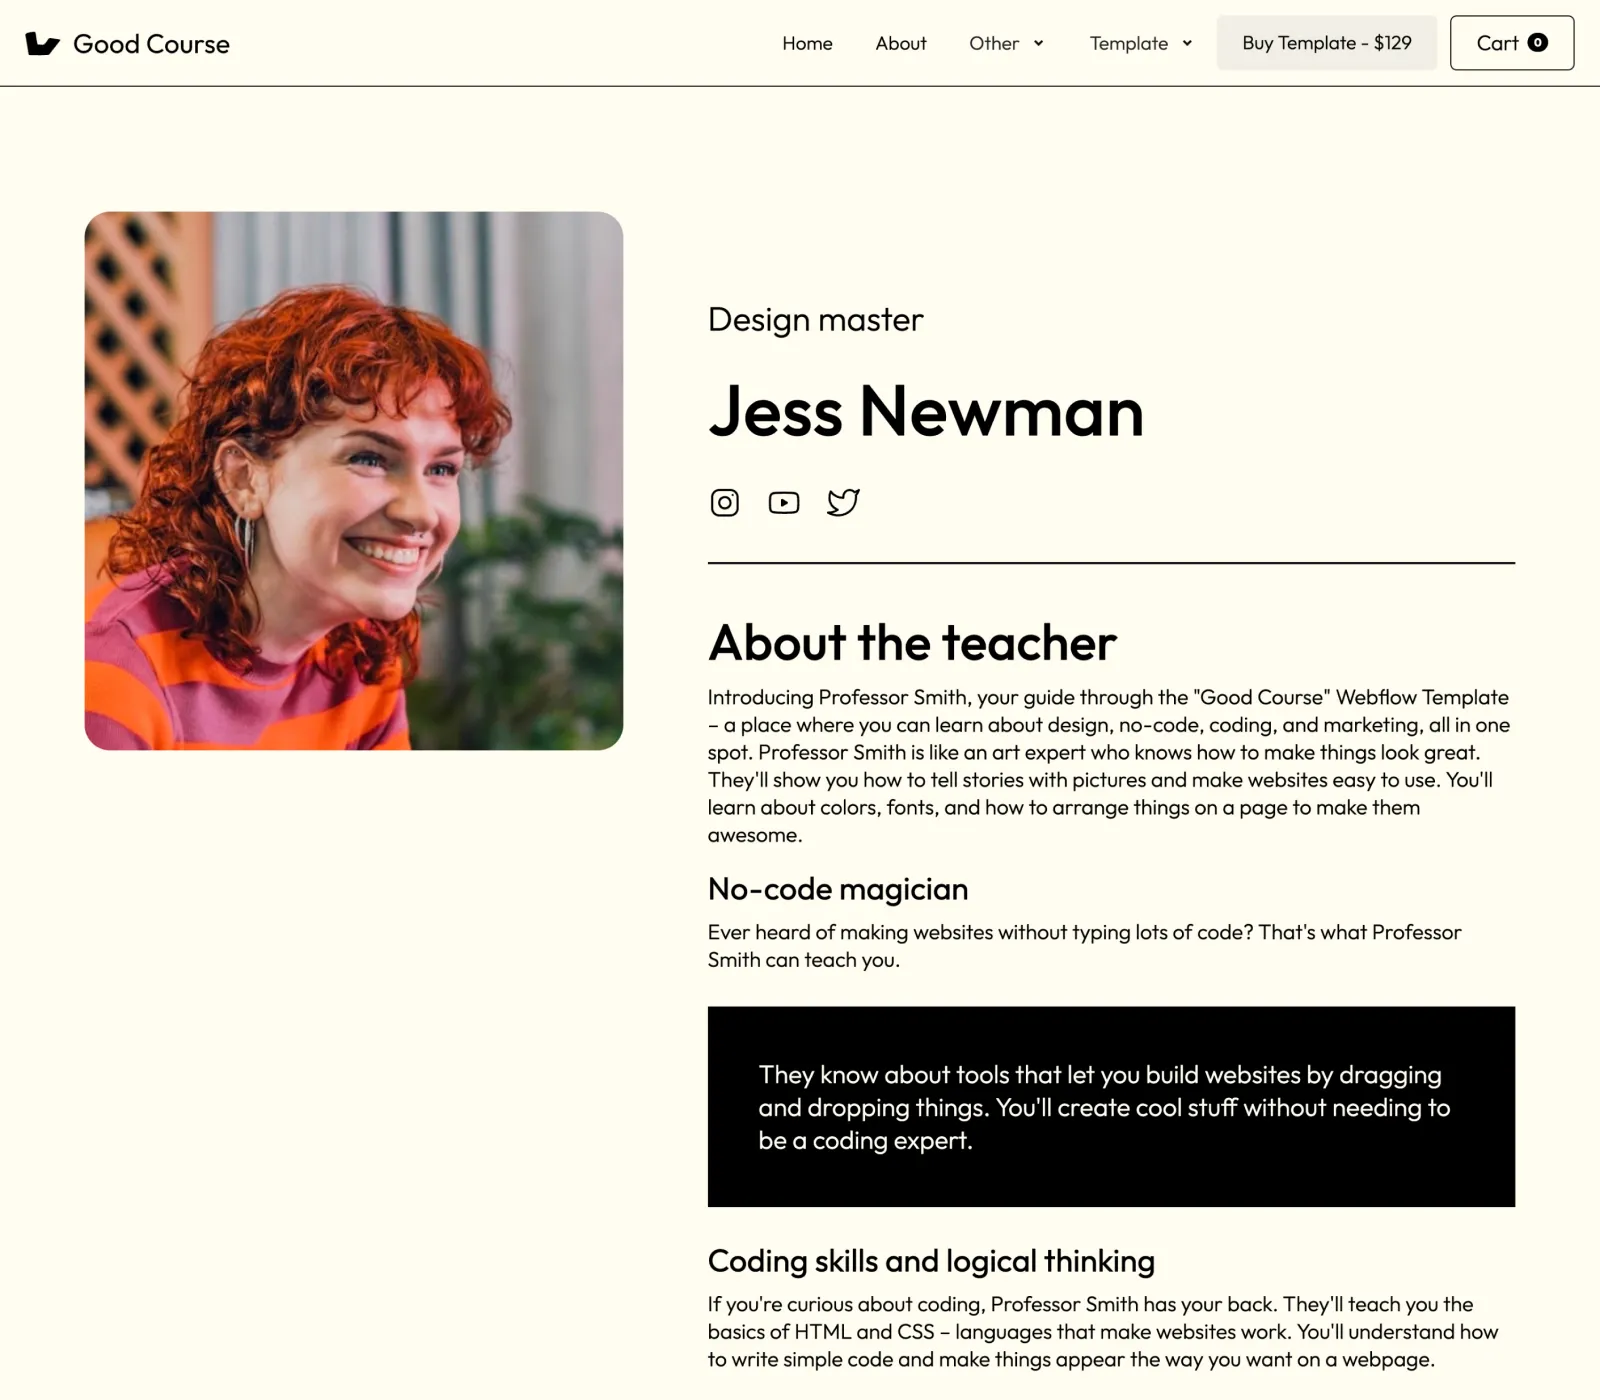 Good Course
Home
About
Other
Template
Buy Template - $129
Cart 0
Design master
Jess Newman
About the teacher
Introducing Professor Smith, your guide through the "Good Course" Webflow Template
– a place where you can learn about design, no-code, coding, and marketing, all in one
spot. Professor Smith is like an art expert who knows how to make things look great.
They'll show you how to tell stories with pictures and make websites easy to use. You'll
learn about colors, fonts, and how to arrange things on a page to make them
awesome.
No-code magician
Ever heard of making websites without typing lots of code? That's what Professor
Smith can teach you.
They know about tools that let you build websites by dragging
and dropping things. You'll create cool stuff without needing to
be a coding expert.
Coding skills and logical thinking
If you're curious about coding, Professor Smith has your back. They'll teach you the
basics of HTML and CSS – languages that make websites work. You'll understand how
to write simple code and make things appear the way you want on a webpage.